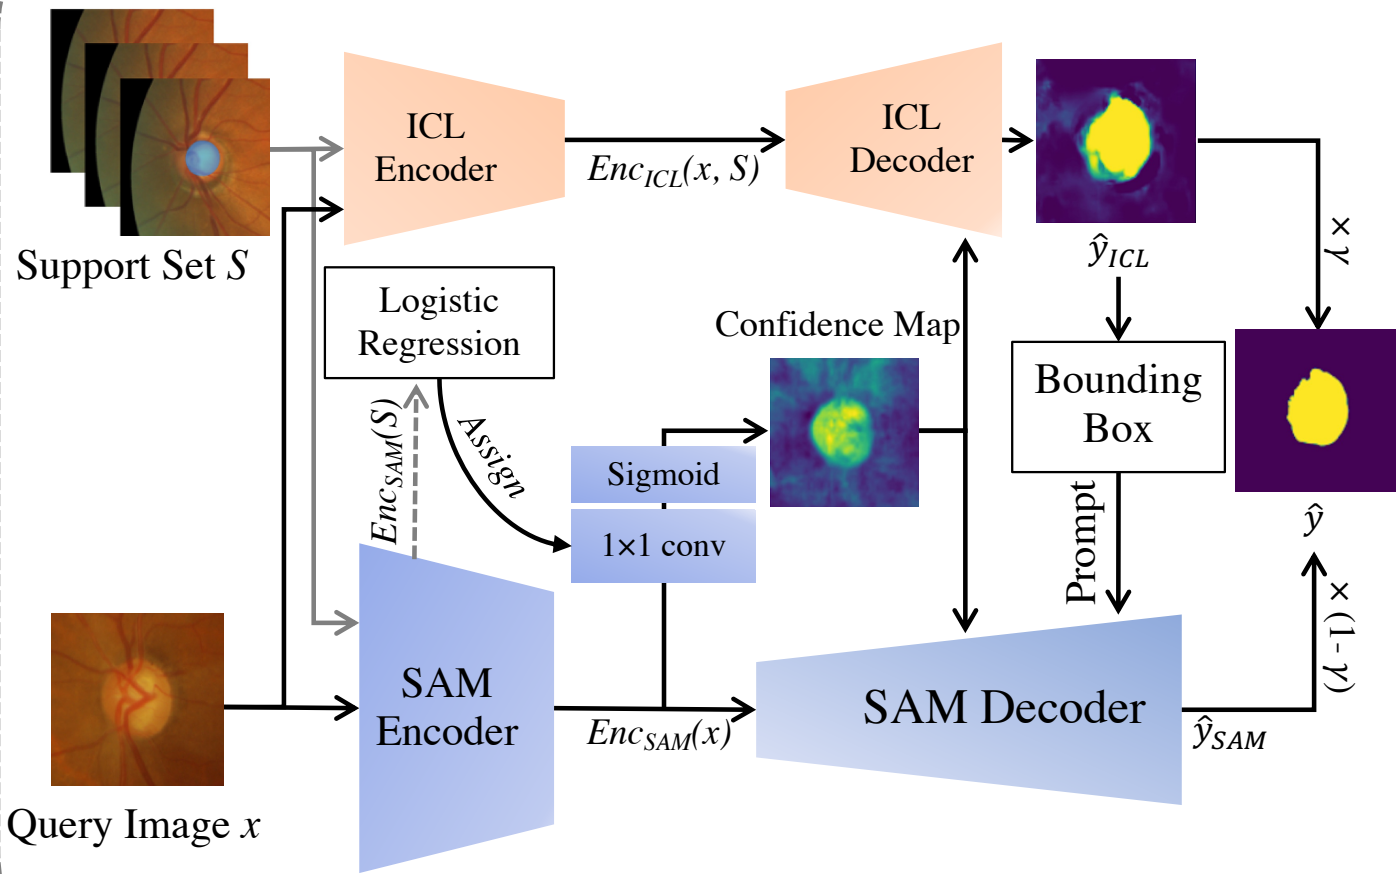 ICL
Encoder
Enc_ICL(x, S)
ICL
Decoder
Support Set S
ŷ_ICL
× γ
Logistic
Regression
Confidence Map
Enc_SAM(S)
Assign
Sigmoid
1×1 conv
Bounding
Box
Prompt
ŷ
SAM
Encoder
Enc_SAM(x)
SAM Decoder
ŷ_SAM
× (1- γ)
Query Image x